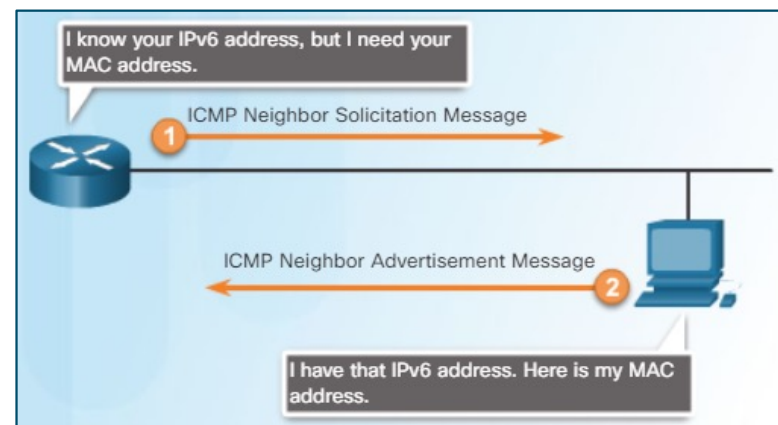 I know your IPv6 address, but I need your
MAC address.
ICMP Neighbor Solicitation Message
1
ICMP Neighbor Advertisement Message
2
I have that IPv6 address. Here is my MAC
address.